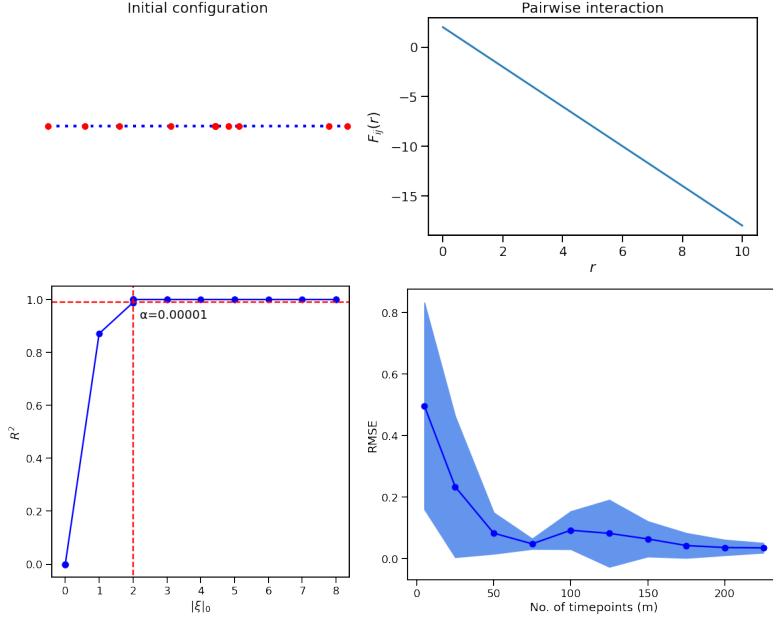 Initial configuration
Pairwise interaction
0
−5
−10
−15
F_ij(r)
0 2 4 6 8 10
r
1.0
0.8
0.6
0.4
0.2
0.0
R²
α=0.00001
0 1 2 3 4 5 6 7 8
|ξ|₀
0.8
0.6
0.4
0.2
0.0
RMSE
0 50 100 150 200
No. of timepoints (m)